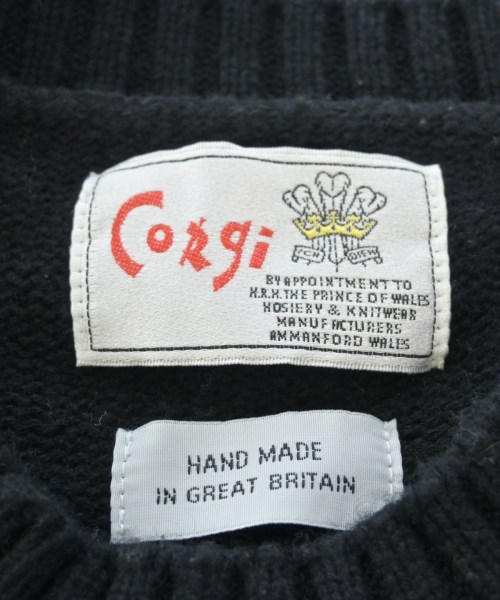 Corgi
ICH DIEN
BY APPOINTMENT TO
H.R.H. THE PRINCE OF WALES
HOSIERY & KNITWEAR
MANUFACTURERS
AMMANFORD WALES
HAND MADE
IN GREAT BRITAIN